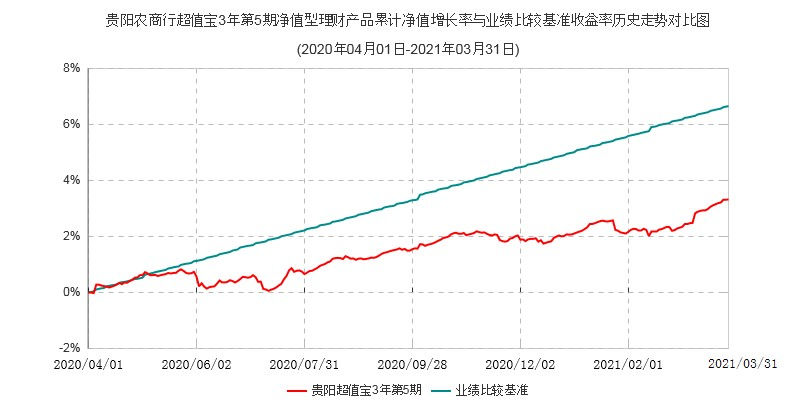 贵阳农商行超值宝3年第5期净值型理财产品累计净值增长率与业绩比较基准收益率历史走势对比图
(2020年04月01日-2021年03月31日)
8%
6%
4%
2%
0%
-2%
2020/04/01 2020/06/02 2020/07/31 2020/09/28 2020/12/02 2021/02/01 2021/03/31
贵阳超值宝3年第5期 业绩比较基准